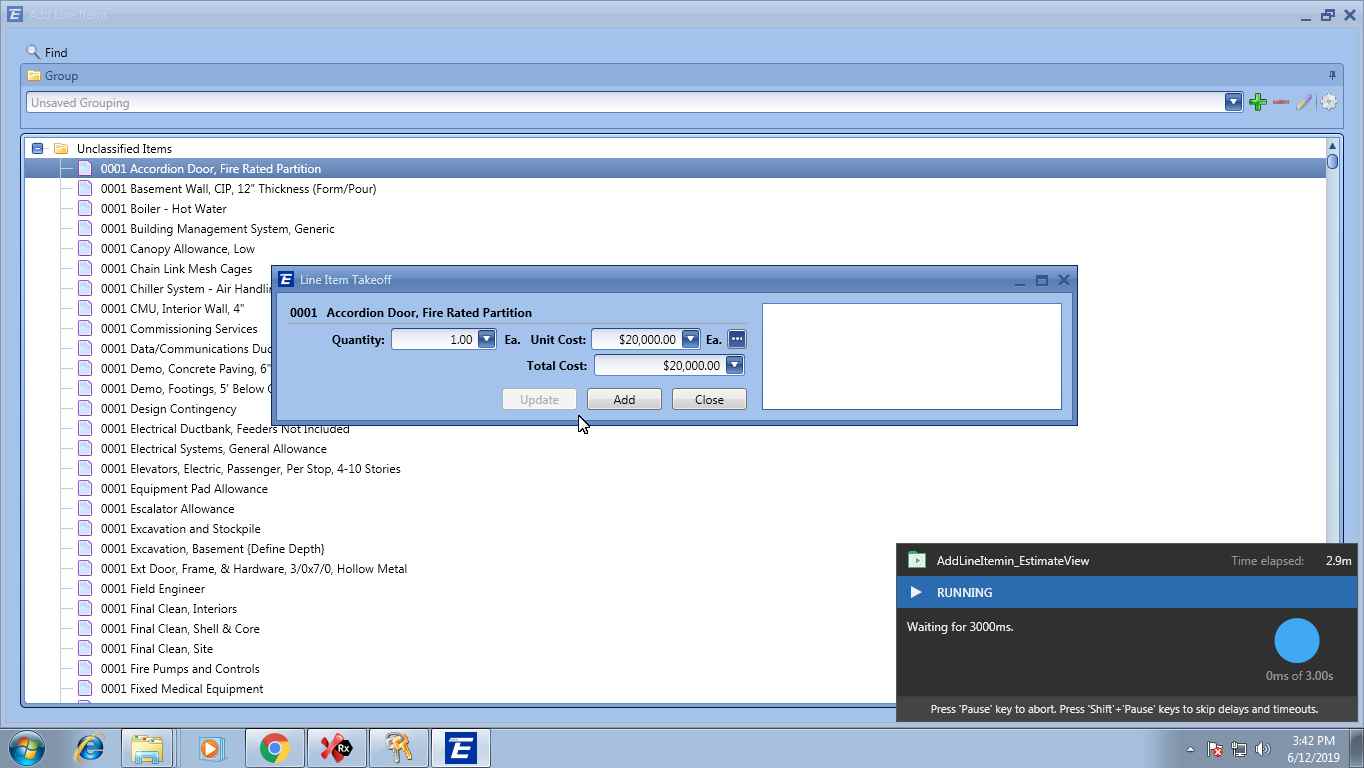 Add Line Items
Find
Group
Unsaved Grouping
Unclassified Items
0001 Accordion Door, Fire Rated Partition
0001 Basement Wall, CIP, 12" Thickness (Form/Pour)
0001 Boiler - Hot Water
0001 Building Management System, Generic
0001 Canopy Allowance, Low
0001 Chain Link Mesh Cages
0001 Chiller System - Air Handlin
0001 CMU, Interior Wall, 4"
0001 Commissioning Services
0001 Data/Communications Duc
0001 Demo, Concrete Paving, 6"
0001 Demo, Footings, 5' Below G
0001 Design Contingency
0001 Electrical Ductbank, Feeders Not Included
0001 Electrical Systems, General Allowance
0001 Elevators, Electric, Passenger, Per Stop, 4-10 Stories
0001 Equipment Pad Allowance
0001 Escalator Allowance
0001 Excavation and Stockpile
0001 Excavation, Basement {Define Depth}
0001 Ext Door, Frame, & Hardware, 3/0x7/0, Hollow Metal
0001 Field Engineer
0001 Final Clean, Interiors
0001 Final Clean, Shell & Core
0001 Final Clean, Site
0001 Fire Pumps and Controls
0001 Fixed Medical Equipment
Line Item Takeoff
0001 Accordion Door, Fire Rated Partition
Quantity: 1.00 Ea. Unit Cost: $20,000.00 Ea. ...
Total Cost: $20,000.00
Update Add Close
AddLineItemin_EstimateView Time elapsed: 2.9m
RUNNING
Waiting for 3000ms.
0ms of 3.00s
Press 'Pause' key to abort. Press 'Shift'+'Pause' keys to skip delays and timeouts.
Rx
3:42 PM
6/12/2019